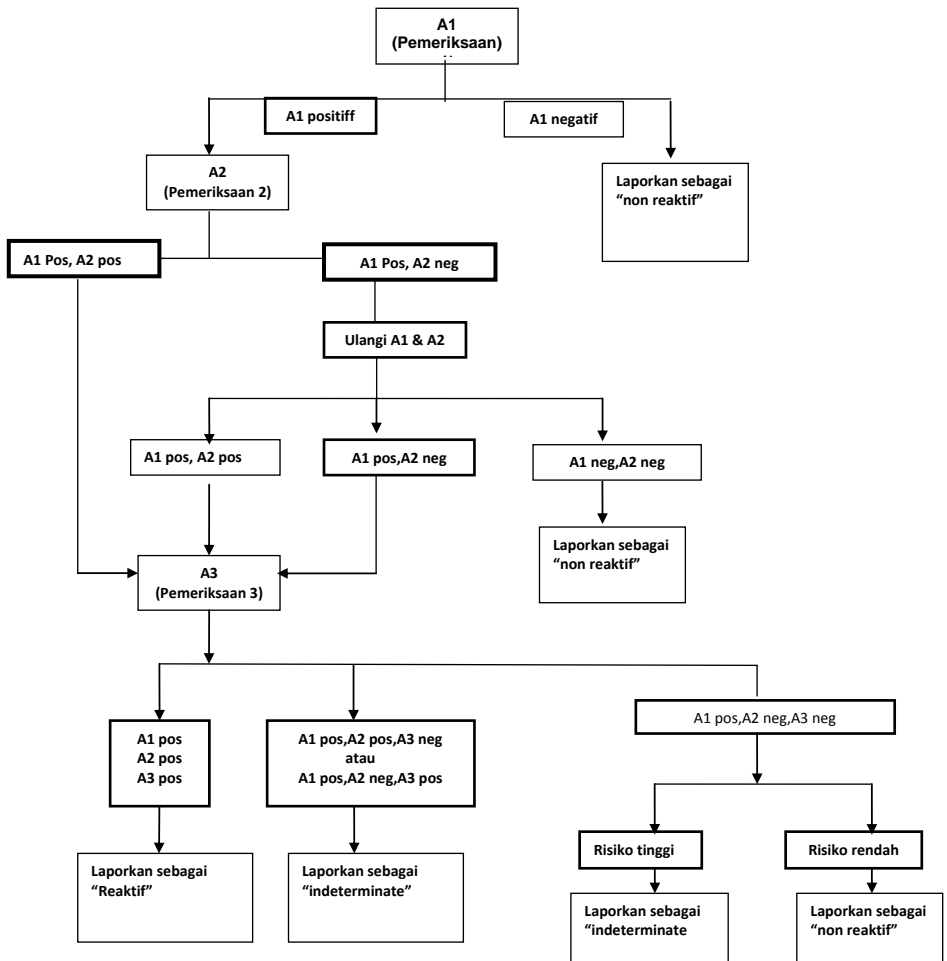 A1
(Pemeriksaan)
A1 positiff
A1 negatif
A2
(Pemeriksaan 2)
Laporkan sebagai
“non reaktif”
A1 Pos, A2 pos
A1 Pos, A2 neg
Ulangi A1 & A2
A1 pos, A2 pos
A1 pos,A2 neg
A1 neg,A2 neg
Laporkan sebagai
“non reaktif”
A3
(Pemeriksaan 3)
A1 pos
A2 pos
A3 pos
A1 pos,A2 pos,A3 neg
atau
A1 pos,A2 neg,A3 pos
A1 pos,A2 neg,A3 neg
Risiko tinggi
Risiko rendah
Laporkan sebagai
“Reaktif”
Laporkan sebagai
“indeterminate”
Laporkan sebagai
“indeterminate
Laporkan sebagai
“non reaktif”